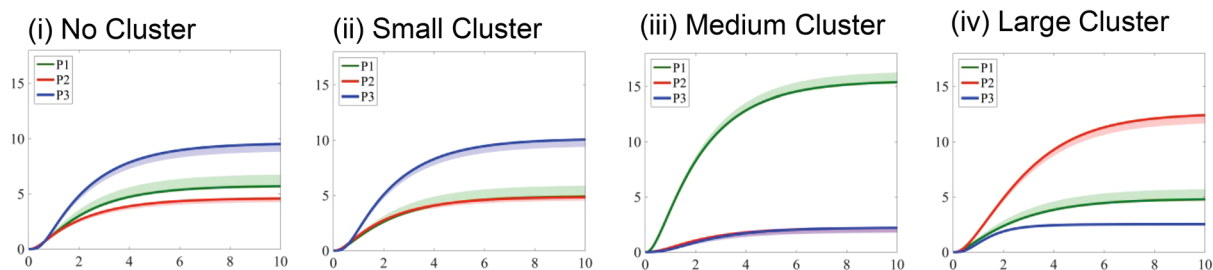 (i) No Cluster
15
10
5
0
P1
P2
P3
0 2 4 6 8 10
(ii) Small Cluster
15
10
5
0
P1
P2
P3
0 2 4 6 8 10
(iii) Medium Cluster
15
10
5
0
P1
P2
P3
0 2 4 6 8 10
(iv) Large Cluster
15
10
5
0
P1
P2
P3
0 2 4 6 8 10